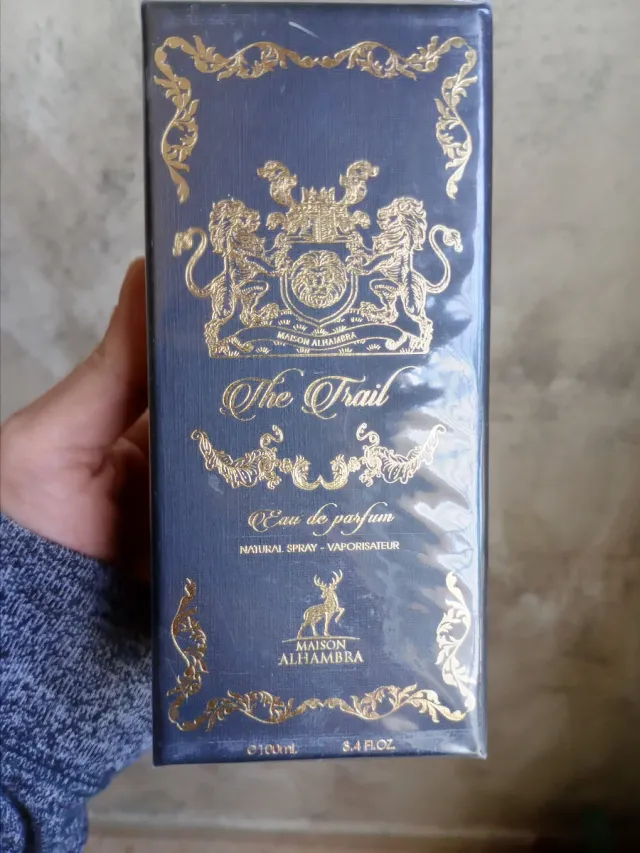 MAISON ALHAMBRA
The Trail
Eau de parfum
NATURAL SPRAY - VAPORISATEUR
MAISON
ALHAMBRA
℮100mL 3.4 FL.OZ.